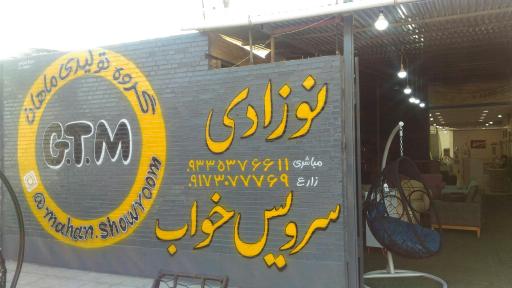 گروه تولیدی ماهان
G.T.M
@mahan.showroom
نوزادی
مباشری ۰۹۳۳۵۳۷۶۶۱۱
زارع ۰۹۱۷۳۰۷۷۷۶۹
سرویس خواب